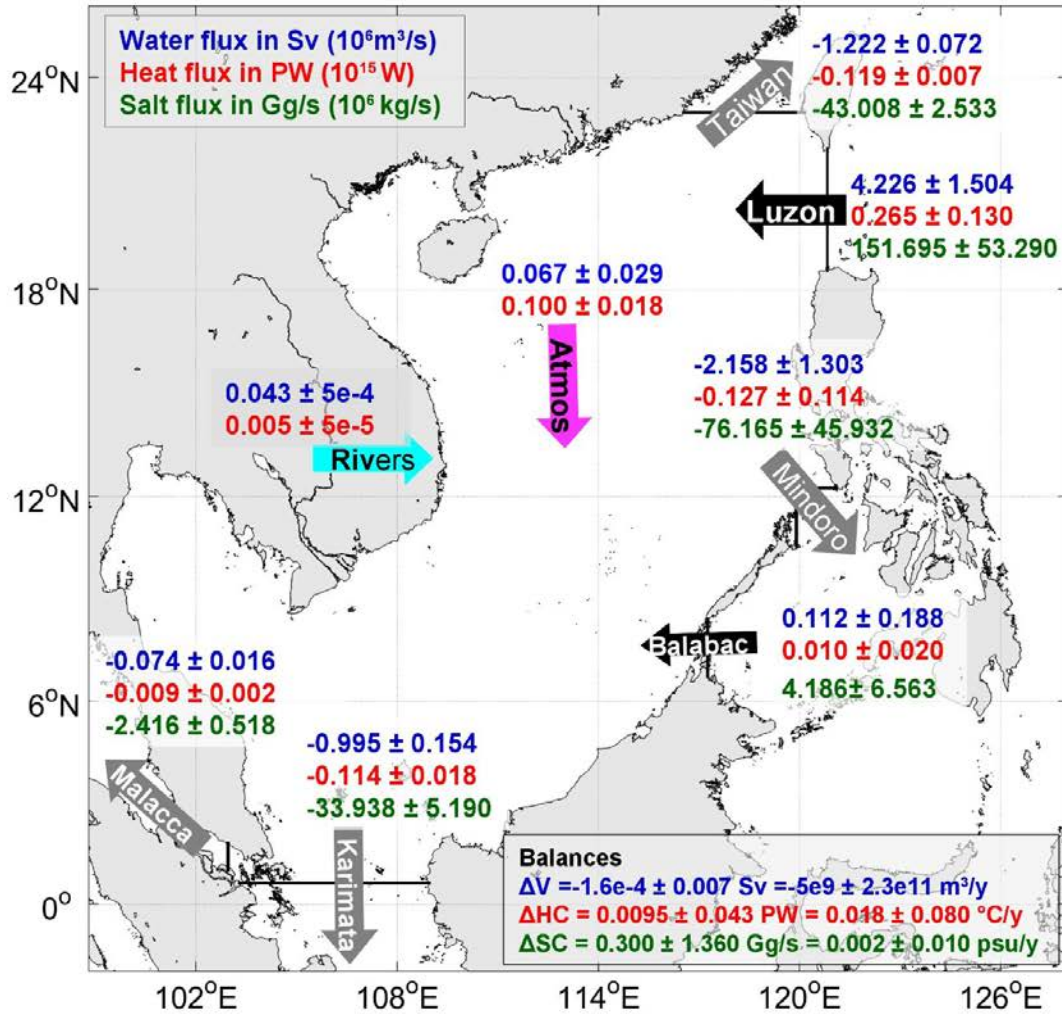 Water flux in Sv (10⁶m³/s)
Heat flux in PW (10¹⁵ W)
Salt flux in Gg/s (10⁶ kg/s)
24°N
18°N
12°N
6°N
0°
Taiwan
-1.222 ± 0.072
-0.119 ± 0.007
-43.008 ± 2.533
Luzon
4.226 ± 1.504
0.265 ± 0.130
151.695 ± 53.290
0.067 ± 0.029
0.100 ± 0.018
Atmos
-2.158 ± 1.303
-0.127 ± 0.114
-76.165 ± 45.932
Mindoro
0.043 ± 5e-4
0.005 ± 5e-5
Rivers
Balabac
0.112 ± 0.188
0.010 ± 0.020
4.186± 6.563
-0.074 ± 0.016
-0.009 ± 0.002
-2.416 ± 0.518
Malacca
-0.995 ± 0.154
-0.114 ± 0.018
-33.938 ± 5.190
Karimata
Balances
ΔV =-1.6e-4 ± 0.007 Sv =-5e9 ± 2.3e11 m³/y
ΔHC = 0.0095 ± 0.043 PW = 0.018 ± 0.080 °C/y
ΔSC = 0.300 ± 1.360 Gg/s = 0.002 ± 0.010 psu/y
102°E
108°E
114°E
120°E
126°E